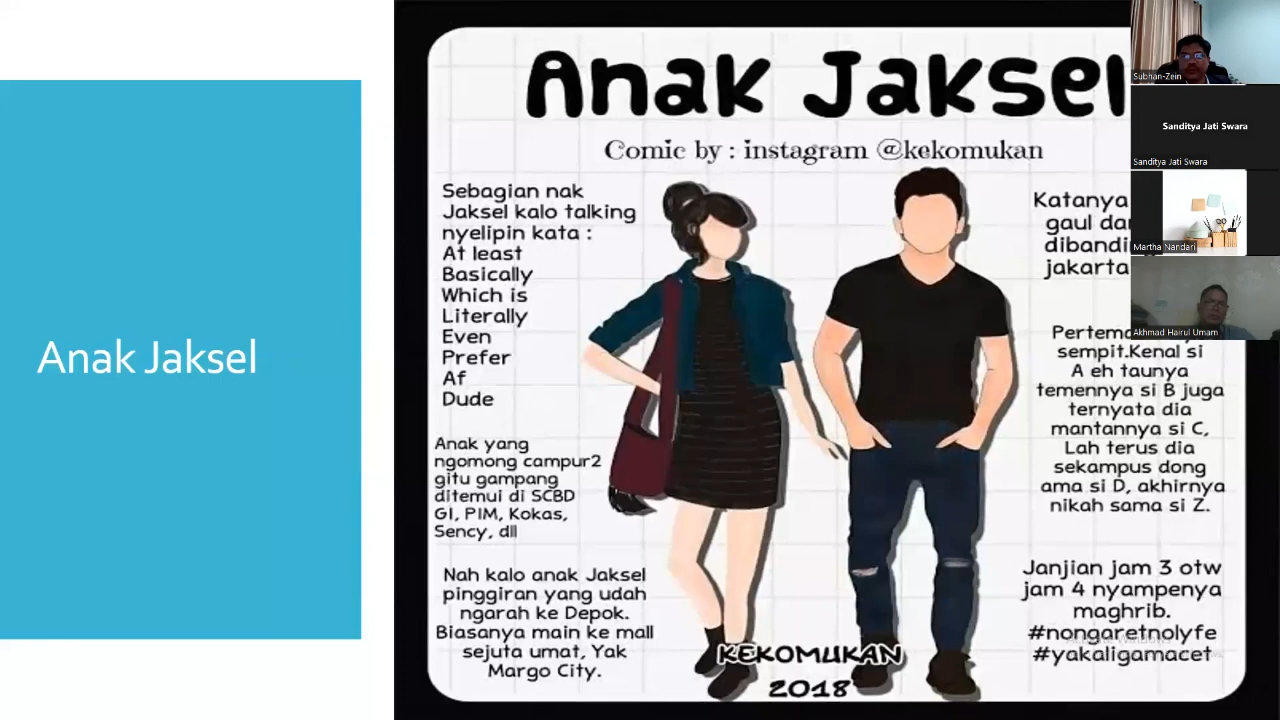 Anak Jaksel
Anak Jaksel
Comic by : instagram @kekomukan
Sebagian nak
Jaksel kalo talking
nyelipin kata :
At least
Basically
Which is
Literally
Even
Prefer
Af
Dude
Anak yang
ngomong campur2
gitu gampang
ditemui di SCBD
GI, PIM, Kokas,
Sency, dll
Nah kalo anak Jaksel
pinggiran yang udah
ngarah ke Depok.
Biasanya main ke mall
sejuta umat, Yak
Margo City.
Katanya
gaul
jakarta
sempit.Kenal si
A eh taunya
temennya si B juga
ternyata dia
mantannya si C,
Lah terus dia
sekampus dong
ama si D, akhirnya
nikah sama si Z.
Janjian jam 3 otw
jam 4 nyampenya
maghrib.
#nongaretnolyfe
#yakaligamacet
KEKOMUKAN
2018
Subhan-Zein
Sanditya Jati Swara
Sanditya Jati Swara
Martha Nandari
Akhmad Hairul Umam